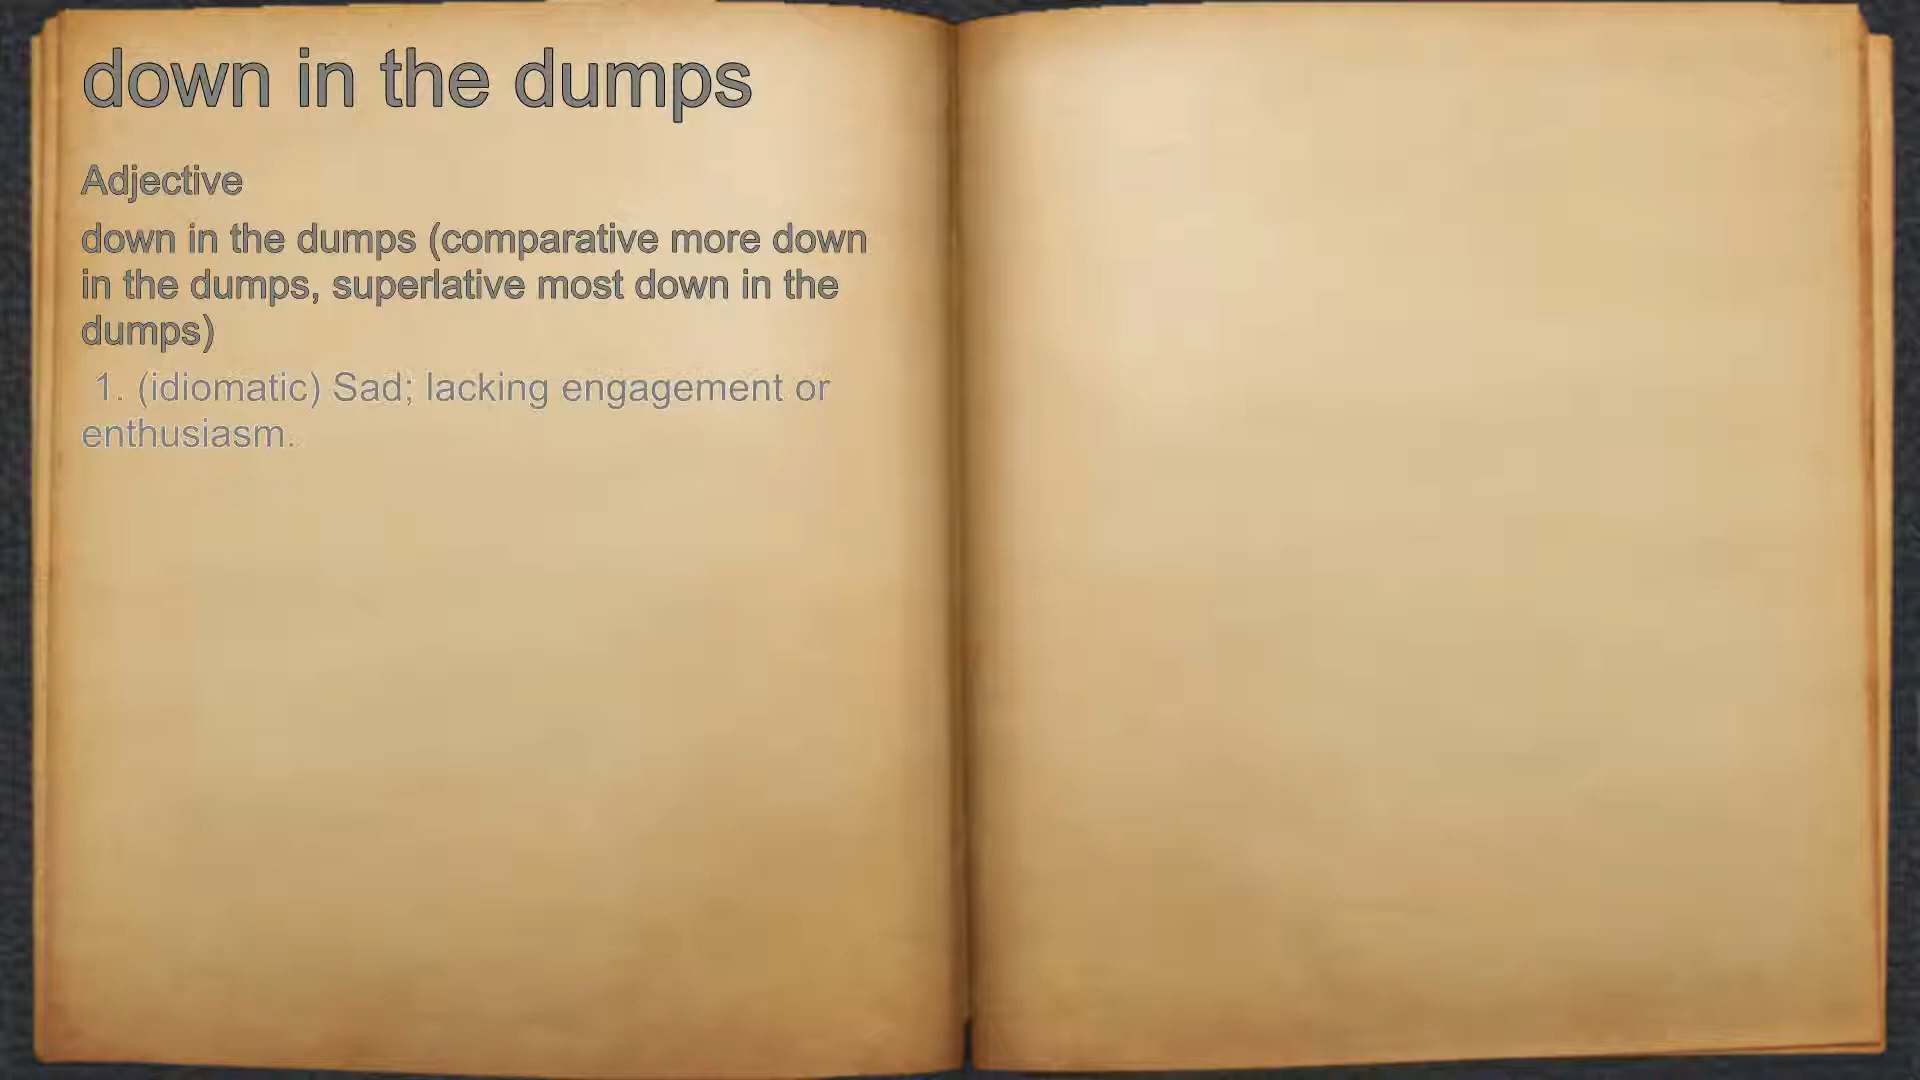 down in the dumps
Adjective
down in the dumps (comparative more down
in the dumps, superlative most down in the
dumps)
1. (idiomatic) Sad; lacking engagement or
enthusiasm.